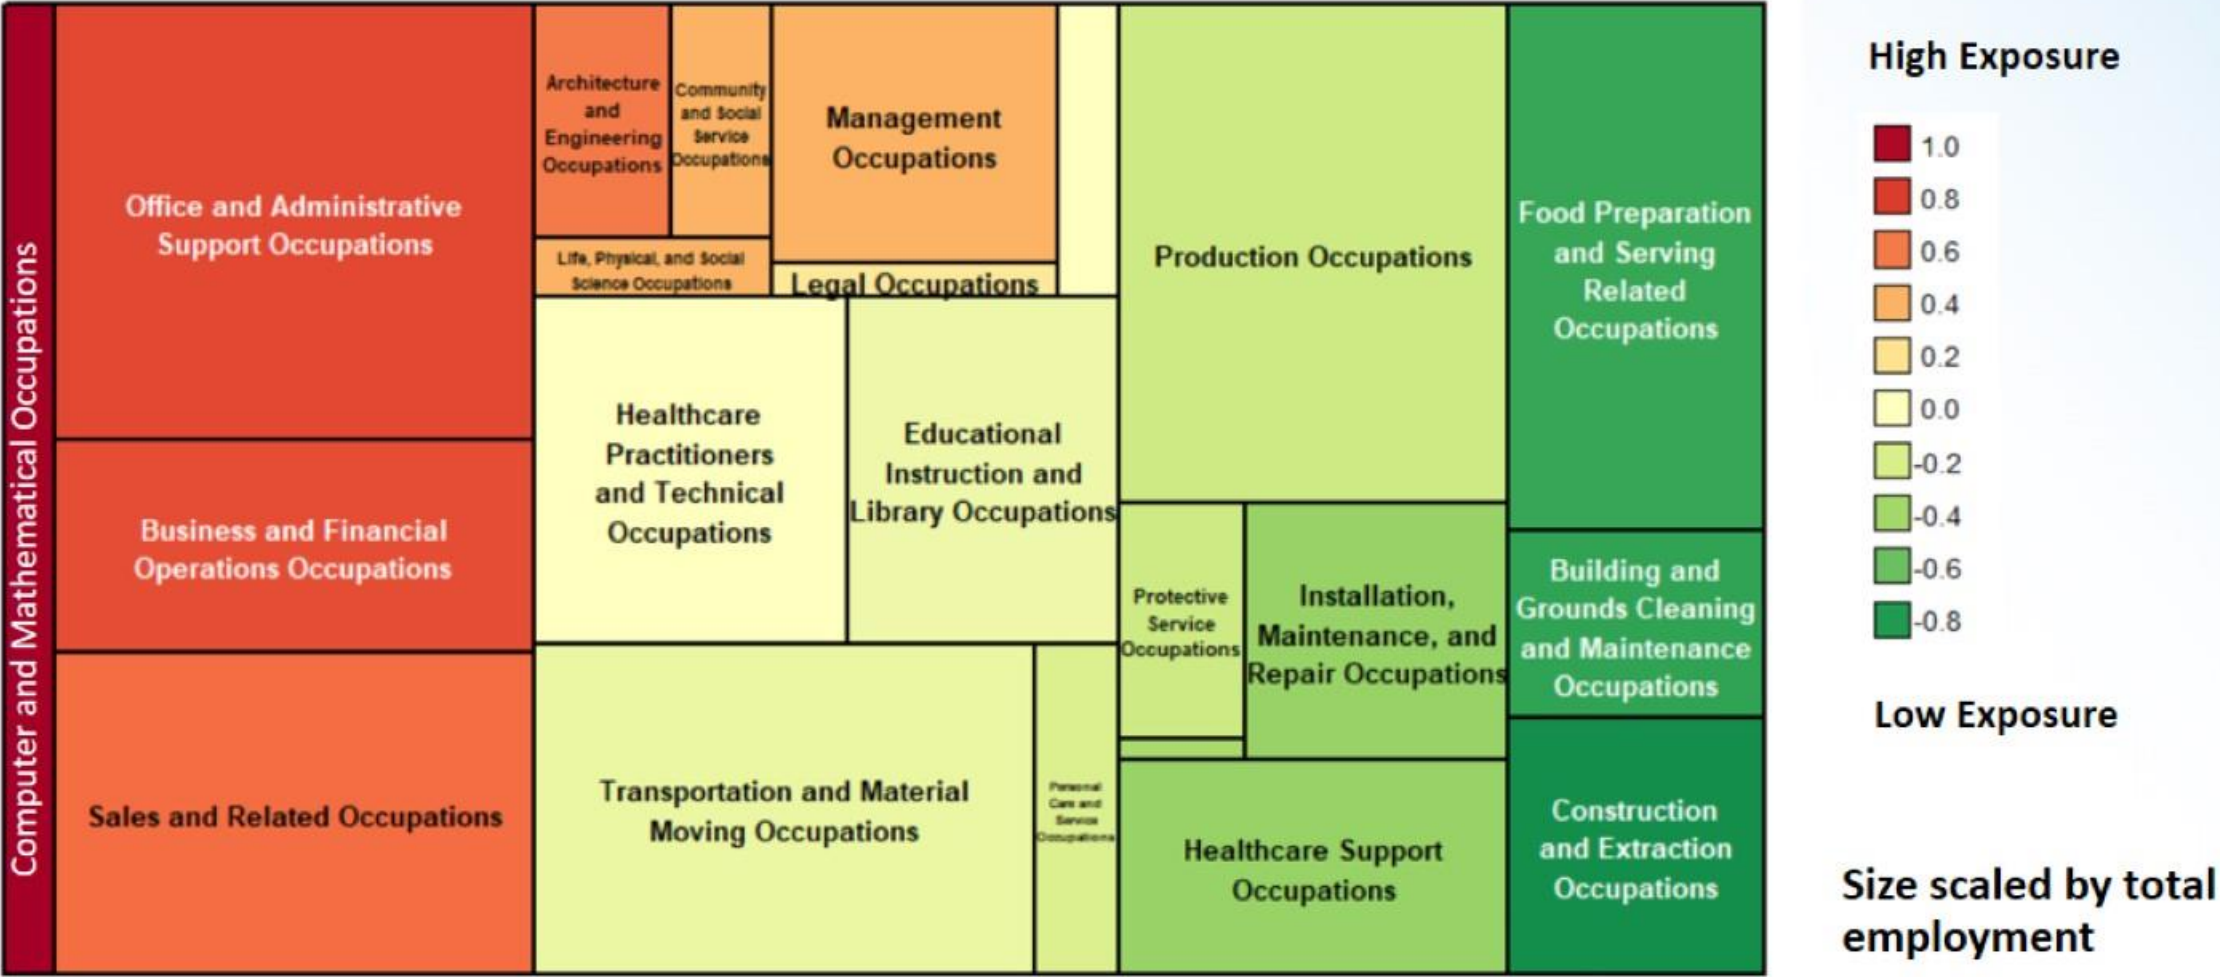 Computer and Mathematical Occupations
Office and Administrative
Support Occupations
Business and Financial
Operations Occupations
Sales and Related Occupations
Architecture
and
Engineering
Occupations
Community
and Social
Service
Occupations
Life, Physical, and Social
Science Occupations
Management
Occupations
Legal Occupations
Healthcare
Practitioners
and Technical
Occupations
Educational
Instruction and
Library Occupations
Transportation and Material
Moving Occupations
Personal
Care and
Service
Occupations
Production Occupations
Protective
Service
Occupations
Installation,
Maintenance, and
Repair Occupations
Healthcare Support
Occupations
Food Preparation
and Serving
Related
Occupations
Building and
Grounds Cleaning
and Maintenance
Occupations
Construction
and Extraction
Occupations
High Exposure
1.0
0.8
0.6
0.4
0.2
0.0
-0.2
-0.4
-0.6
-0.8
Low Exposure
Size scaled by total
employment